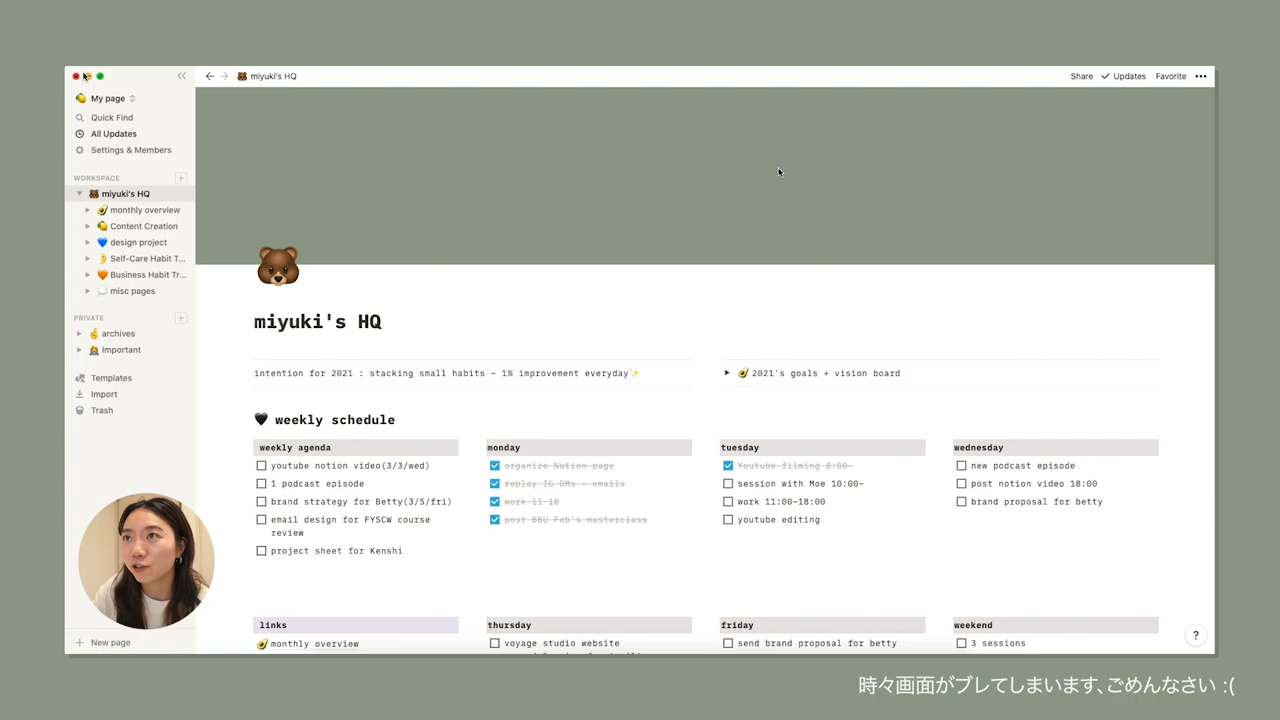 miyuki's HQ
Share
Updates
Favorite
My page
Quick Find
All Updates
Settings & Members
WORKSPACE
miyuki's HQ
monthly overview
Content Creation
design project
Self-Care Habit T...
Business Habit Tr...
misc pages
PRIVATE
archives
Important
Templates
Import
Trash
New page
miyuki's HQ
intention for 2021 : stacking small habits ~ 1% improvement everyday✨
2021's goals + vision board
🖤 weekly schedule
weekly agenda
youtube notion video(3/3/wed)
1 podcast episode
brand strategy for Betty(3/5/fri)
email design for FYSCW course
review
project sheet for Kenshi
monday
organize Notion page
replay IG DMs + emails
work 11-18
post BBU Feb's masterclass
tuesday
Youtube filming 8:00~
session with Moe 10:00~
work 11:00~18:00
youtube editing
wednesday
new podcast episode
post notion video 18:00
brand proposal for betty
links
monthly overview
thursday
voyage studio website
friday
send brand proposal for betty
weekend
3 sessions
?
時々画面がブレてしまいます、ごめんなさい :(